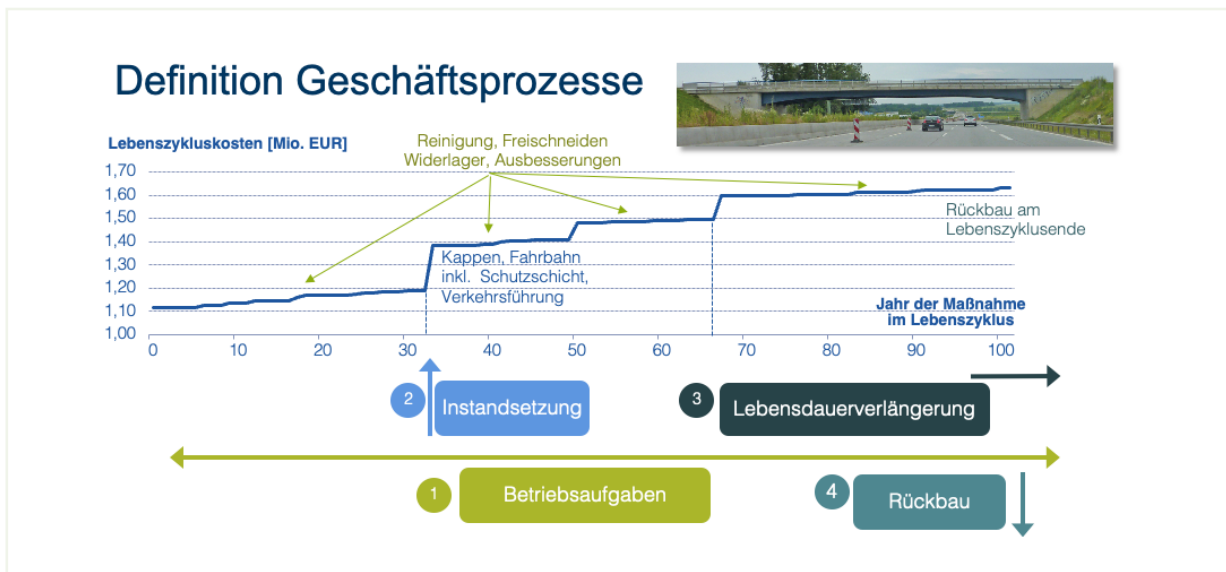 Definition Geschäftsprozesse
Lebenszykluskosten [Mio. EUR]
Reinigung, Freischneiden
Widerlager, Ausbesserungen
1,70
1,60
1,50
1,40
1,30
1,20
1,10
1,00
Rückbau am
Lebenszyklusende
Kappen, Fahrbahn
inkl. Schutzschicht,
Verkehrsführung
Jahr der Maßnahme
im Lebenszyklus
0 10 20 30 40 50 60 70 80 90 100
2 Instandsetzung
3 Lebensdauerverlängerung
1 Betriebsaufgaben
4 Rückbau